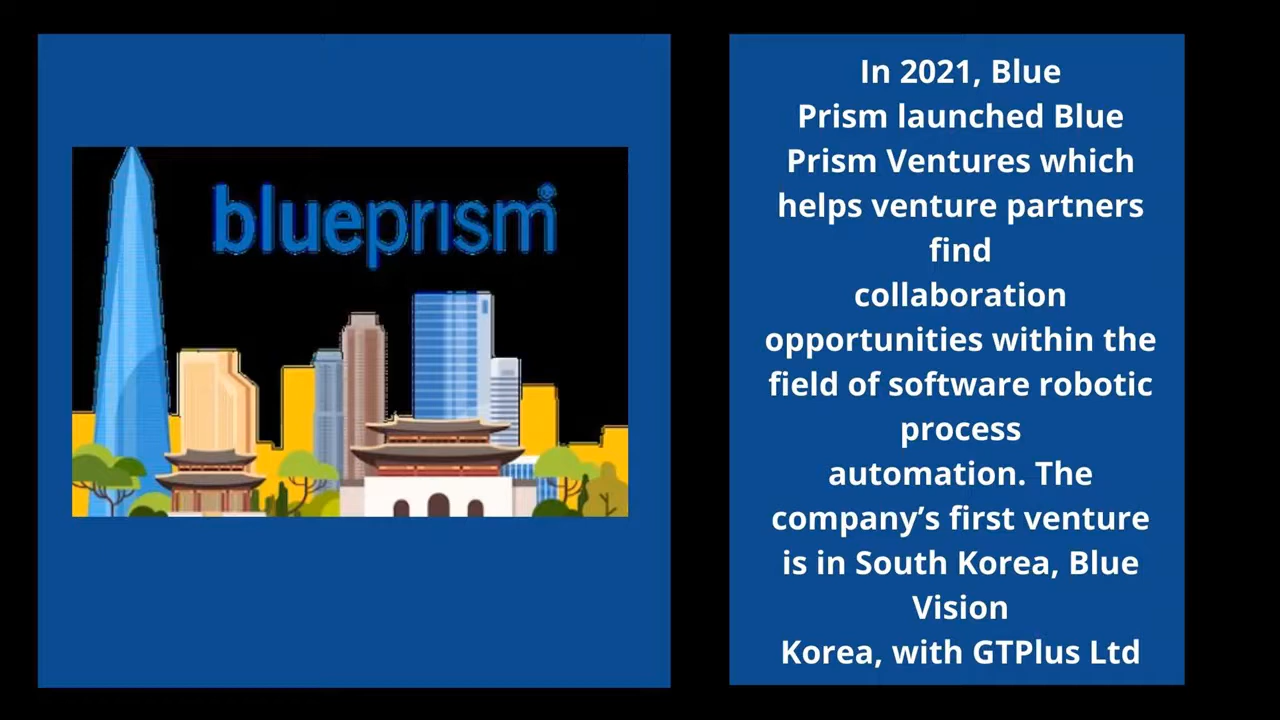 blueprism®
In 2021, Blue
Prism launched Blue
Prism Ventures which
helps venture partners
find
collaboration
opportunities within the
field of software robotic
process
automation. The
company’s first venture
is in South Korea, Blue
Vision
Korea, with GTPlus Ltd